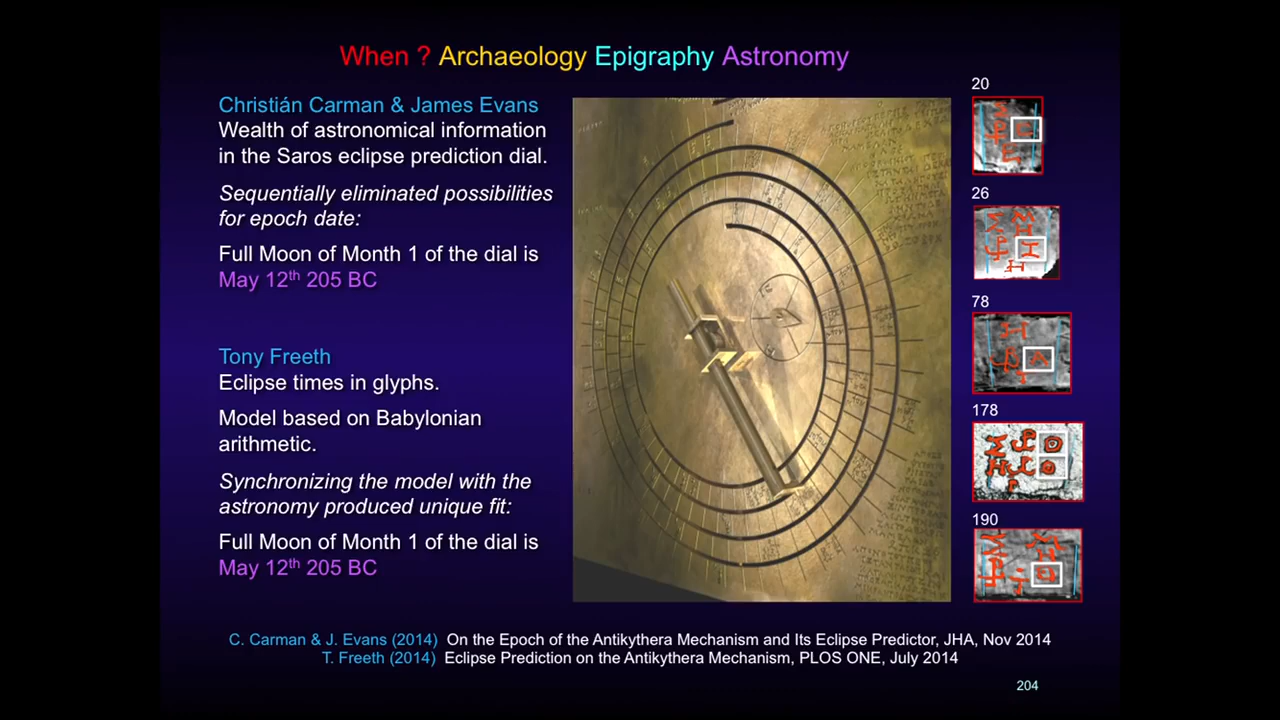 When ? Archaeology Epigraphy Astronomy
Christián Carman & James Evans
Wealth of astronomical information
in the Saros eclipse prediction dial.
Sequentially eliminated possibilities
for epoch date:
Full Moon of Month 1 of the dial is
May 12th 205 BC
Tony Freeth
Eclipse times in glyphs.
Model based on Babylonian
arithmetic.
Synchronizing the model with the
astronomy produced unique fit:
Full Moon of Month 1 of the dial is
May 12th 205 BC
20
26
78
178
190
C. Carman & J. Evans (2014) On the Epoch of the Antikythera Mechanism and Its Eclipse Predictor, JHA, Nov 2014
T. Freeth (2014) Eclipse Prediction on the Antikythera Mechanism, PLOS ONE, July 2014
204